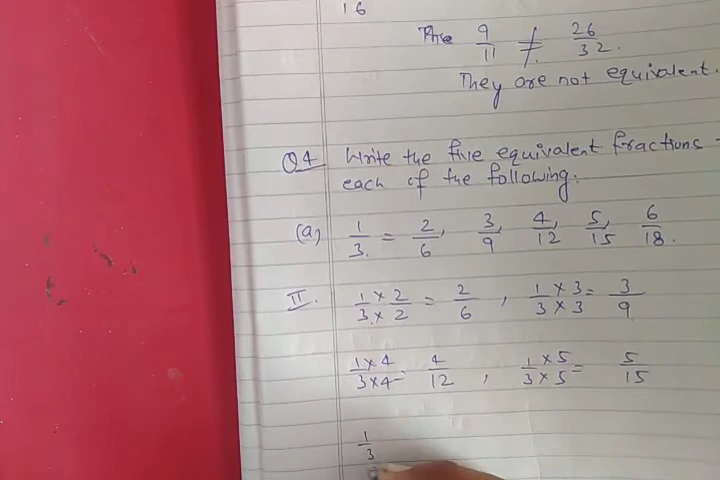 16
9/11 ≠ 26/32.
They are not equivalent.
Q4 Write the five equivalent fractions -
each of the following.
(a) 1/3. = 2/6, 3/9, 4/12, 5/15, 6/18.
II. 1×2/3×2 = 2/6, 1×3/3×3 = 3/9
1×4/3×4 = 4/12, 1×5/3×5 = 5/15
1/3